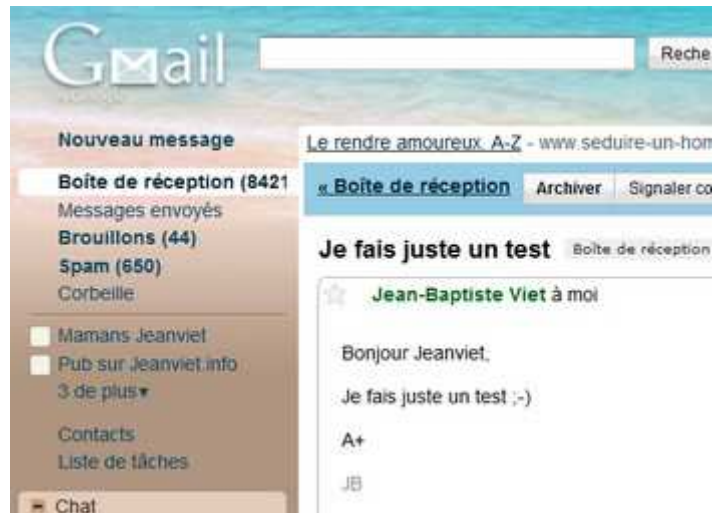 Gmail
Reche
Nouveau message
Boîte de réception (8421
Messages envoyés
Brouillons (44)
Spam (650)
Corbeille
Mamans Jeanviet
Pub sur Jeanviet.info
3 de plus
Contacts
Liste de tâches
Chat
Le rendre amoureux. A-Z - www.seduire-un-hom
« Boîte de réception
Archiver
Signaler co
Je fais juste un test
Boîte de réception
Jean-Baptiste Viet à moi
Bonjour Jeanviet,
Je fais juste un test ;-)
A+
JB